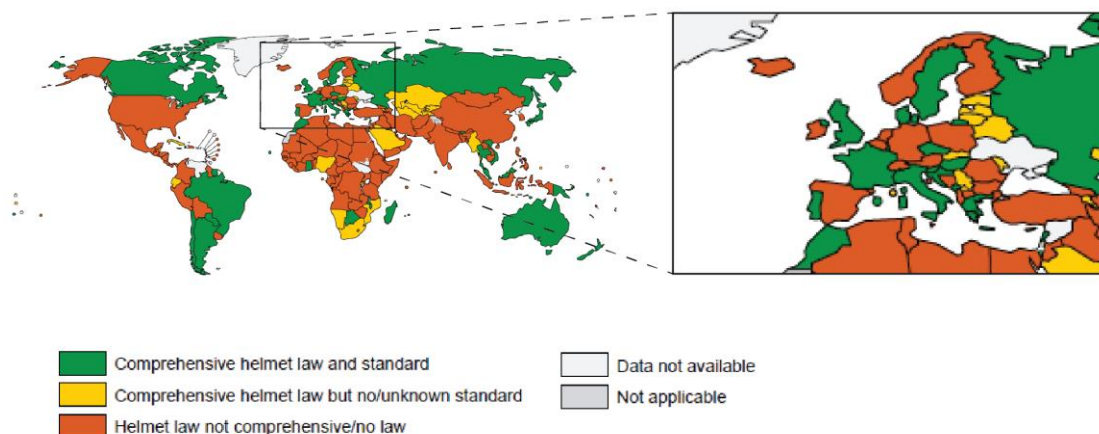 Comprehensive helmet law and standard
Comprehensive helmet law but no/unknown standard
Helmet law not comprehensive/no law
Data not available
Not applicable